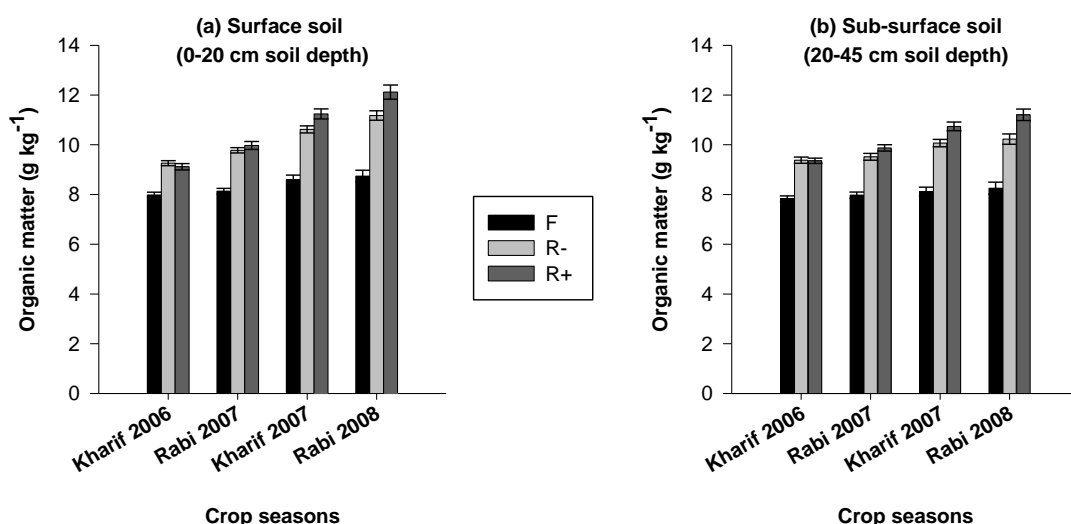 (a) Surface soil
(0-20 cm soil depth)
Organic matter (g kg-1)
14
12
10
8
6
4
2
0
Kharif 2006
Rabi 2007
Kharif 2007
Rabi 2008
Crop seasons
F
R-
R+
(b) Sub-surface soil
(20-45 cm soil depth)
Organic matter (g kg-1)
14
12
10
8
6
4
2
0
Kharif 2006
Rabi 2007
Kharif 2007
Rabi 2008
Crop seasons